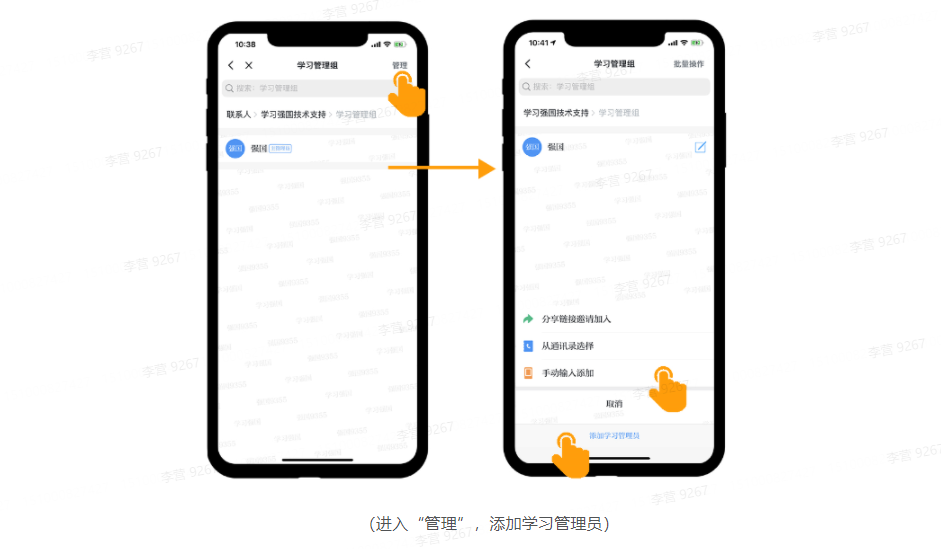 10:38
学习管理组
管理
搜索：学习管理组
联系人 > 学习强国技术支持 > 学习管理组
强国
强国
10:41
学习管理组
批量操作
搜索：学习管理组
学习强国技术支持 > 学习管理组
强国
强国
分享链接邀请加入
从通讯录选择
手动输入添加
取消
添加学习管理员
（进入“管理”，添加学习管理员）
李营 9267